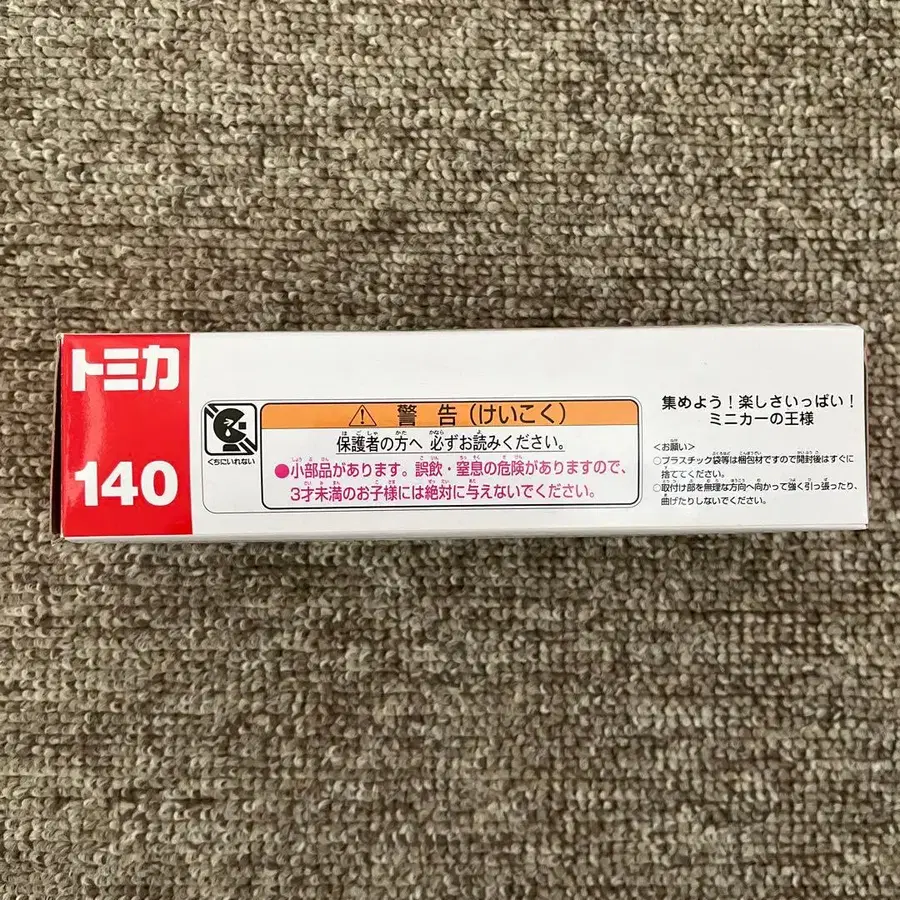 トミカ
140
くちにいれない
⚠ 警告(けいこく)
保護者の方へ 必ずお読みください。
●小部品があります。誤飲・窒息の危険がありますので、
3才未満のお子様には絶対に与えないでください。
集めよう!楽しさいっぱい!
ミニカーの王様
<お願い>
○プラスチック袋等は梱包材ですので開封後はすぐに
捨ててください。
○取付け部を無理な方向へ向かって強く引っ張ったり、
曲げたりしないでください。